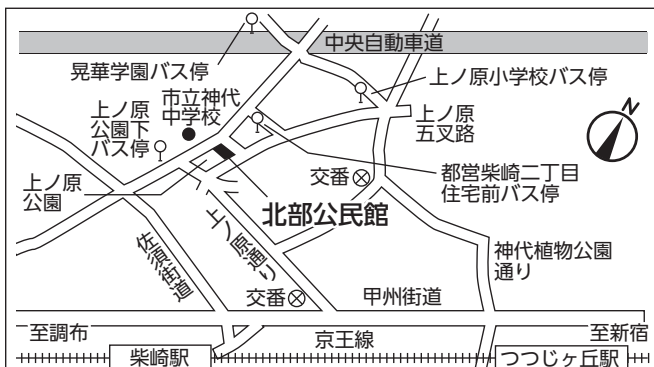 中央自動車道
晃華学園バス停
上ノ原小学校バス停
市立神代
中学校
上ノ原
公園下
バス停
上ノ原
五叉路
上ノ原
公園
交番
都営柴崎二丁目
住宅前バス停
北部公民館
佐須街道
上ノ原通り
神代植物公園
通り
交番
甲州街道
至調布
京王線
至新宿
柴崎駅
つつじヶ丘駅
N